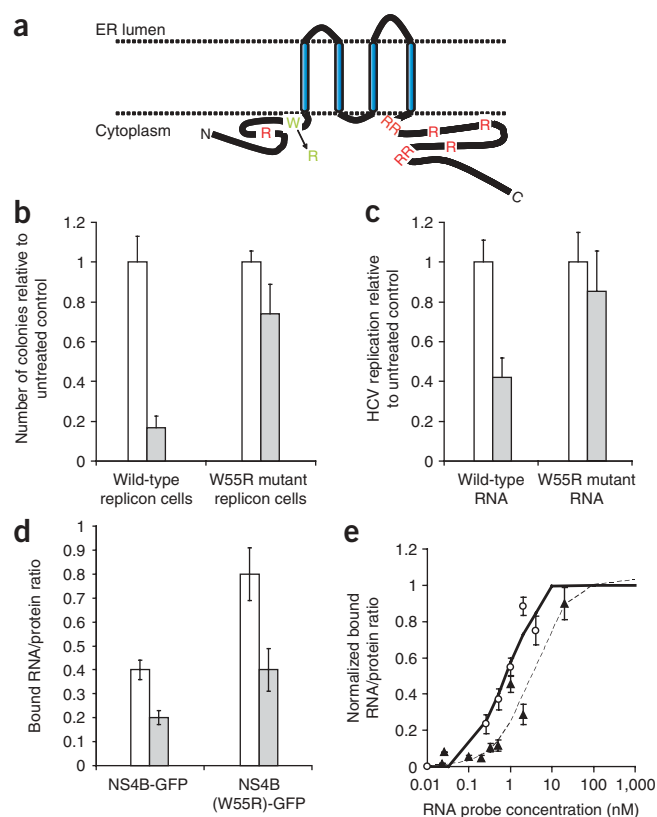 a
ER lumen
Cytoplasm
N
R
W
R
RR
R
R
RR
R
C
b
Number of colonies relative to
untreated control
1.2
1
0.8
0.6
0.4
0.2
0
Wild-type
replicon cells
W55R mutant
replicon cells
c
HCV replication relative
to untreated control
1.2
1
0.8
0.6
0.4
0.2
0
Wild-type
RNA
W55R mutant
RNA
d
Bound RNA/protein ratio
1
0.9
0.8
0.7
0.6
0.5
0.4
0.3
0.2
0.1
0
NS4B-GFP
NS4B
(W55R)-GFP
e
Normalized bound
RNA/protein ratio
1.2
1
0.8
0.6
0.4
0.2
0
0.01
0.1
0
1
10
100
1,000
RNA probe concentration (nM)